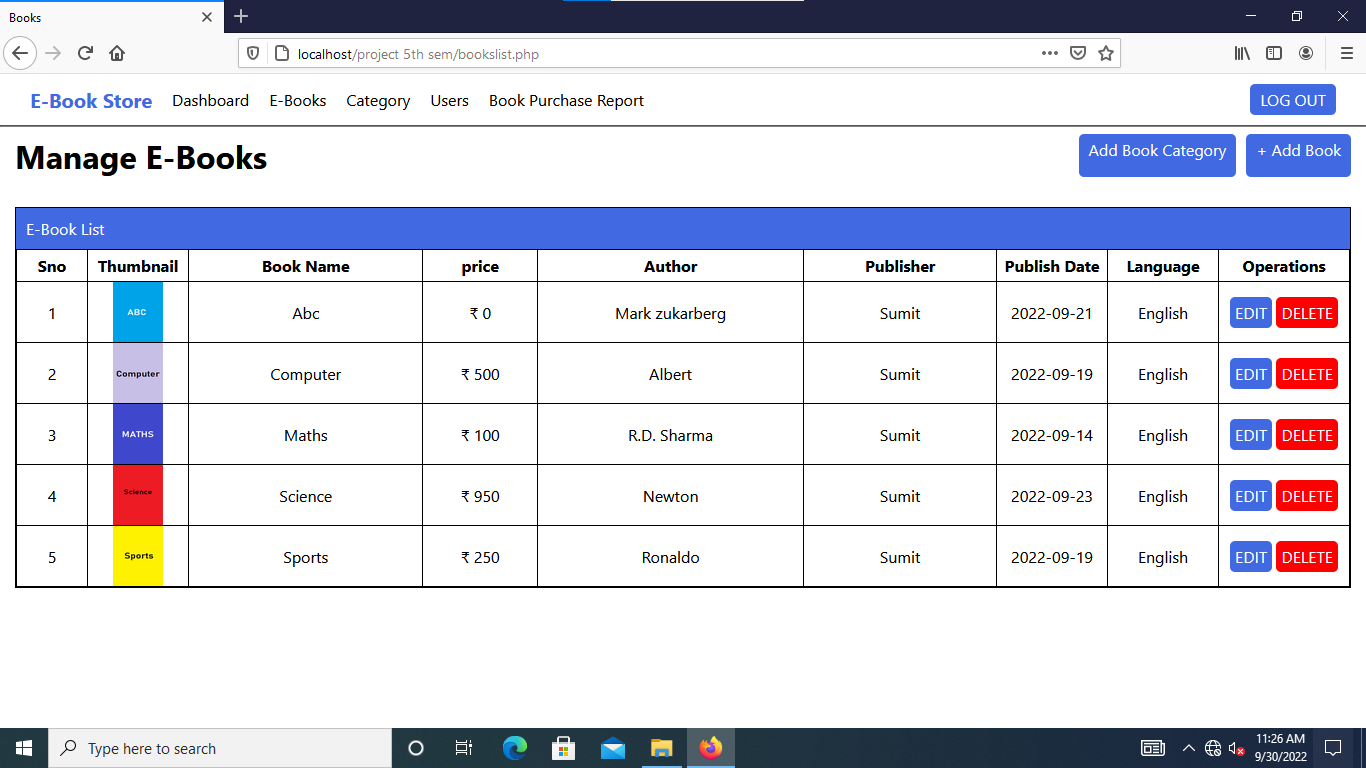 Books
localhost/project 5th sem/bookslist.php
E-Book Store Dashboard E-Books Category Users Book Purchase Report LOG OUT
Manage E-Books Add Book Category + Add Book
E-Book List
Sno Thumbnail Book Name price Author Publisher Publish Date Language Operations
1 ABC Abc ₹ 0 Mark zukarberg Sumit 2022-09-21 English EDIT DELETE
2 Computer Computer ₹ 500 Albert Sumit 2022-09-19 English EDIT DELETE
3 MATHS Maths ₹ 100 R.D. Sharma Sumit 2022-09-14 English EDIT DELETE
4 Science Science ₹ 950 Newton Sumit 2022-09-23 English EDIT DELETE
5 Sports Sports ₹ 250 Ronaldo Sumit 2022-09-19 English EDIT DELETE
Type here to search
11:26 AM
9/30/2022